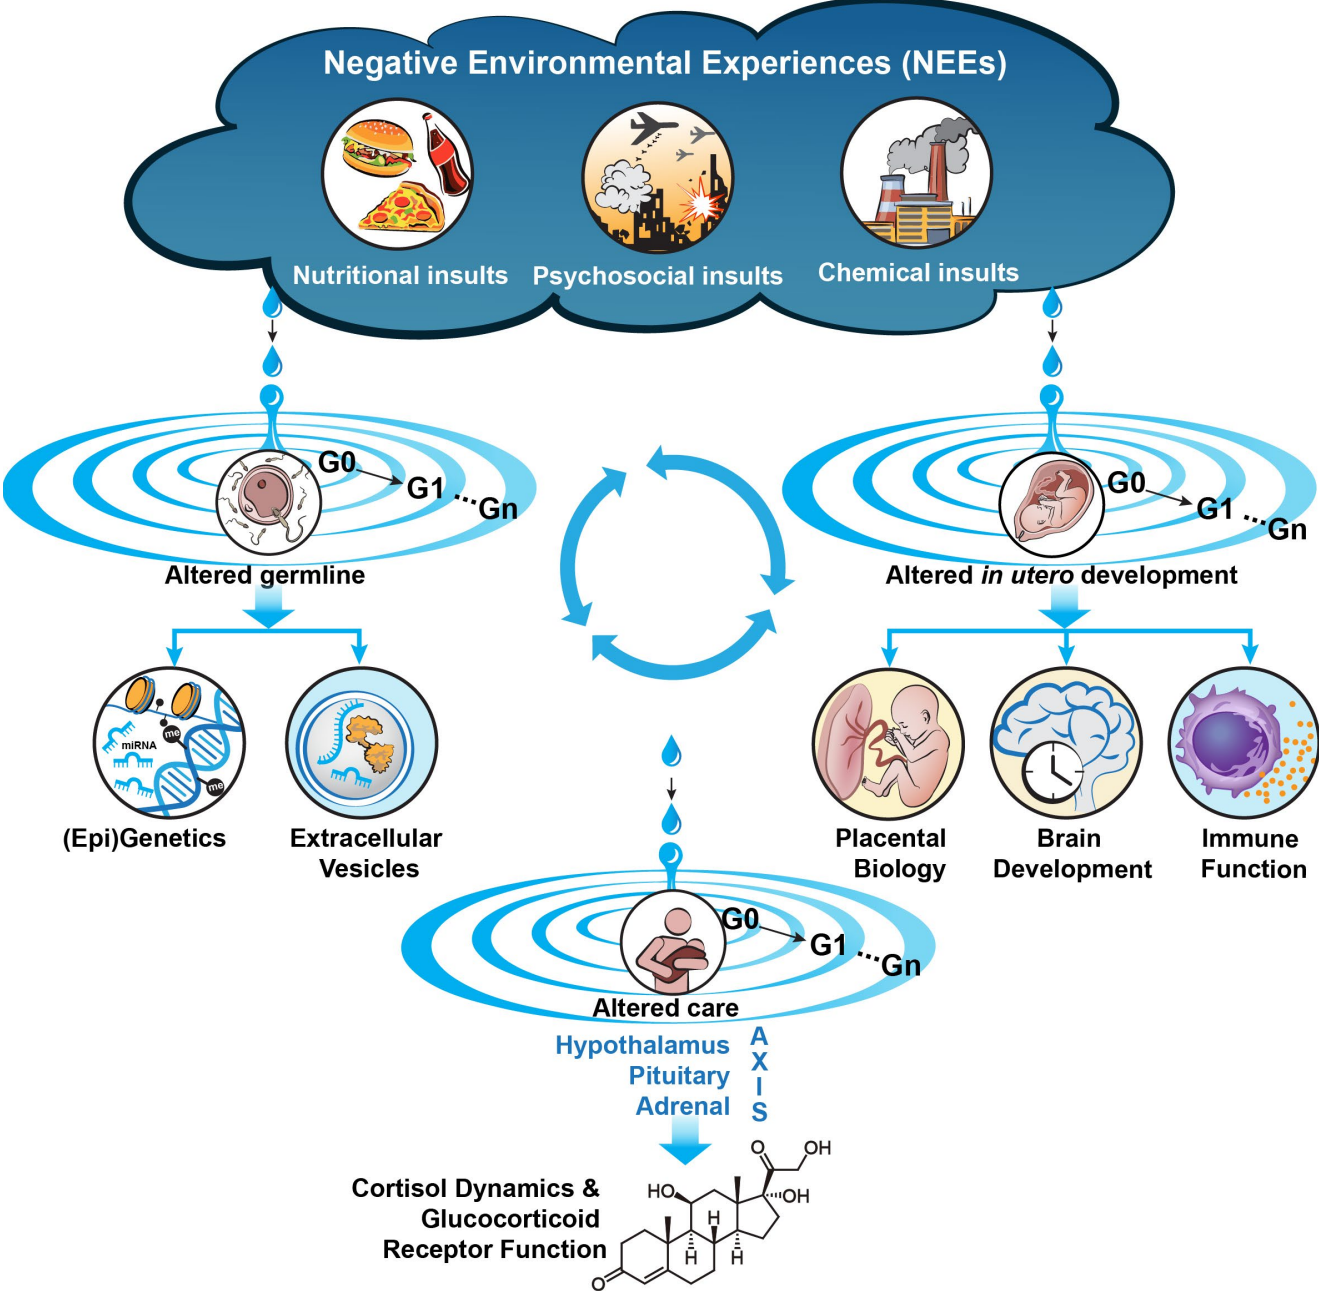 Negative Environmental Experiences (NEEs)
Nutritional insults
Psychosocial insults
Chemical insults
G0
G1
Gn
Altered germline
G0
G1
Gn
Altered in utero development
miRNA
me
me
(Epi)Genetics
Extracellular
Vesicles
Placental
Biology
Brain
Development
Immune
Function
G0
G1
Gn
Altered care
Hypothalamus
Pituitary
Adrenal
AXIS
Cortisol Dynamics &
Glucocorticoid
Receptor Function
O
OH
HO
OH
H
H
H
O